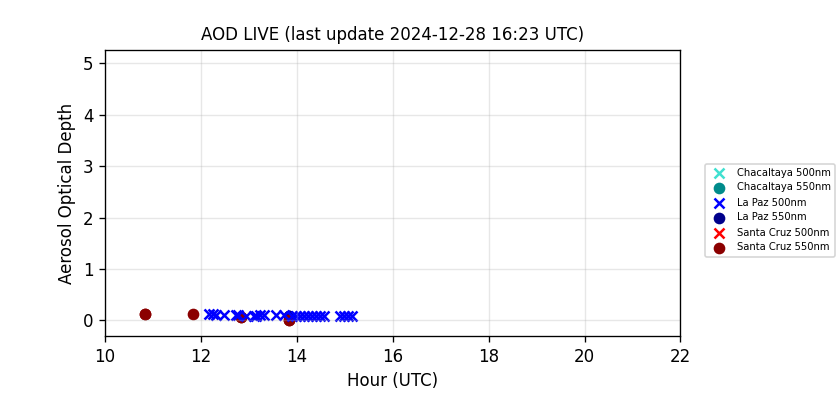 AOD LIVE (last update 2024-12-28 16:23 UTC)
5
4
3
2
1
0
Aerosol Optical Depth
10 12 14 16 18 20 22
Hour (UTC)
Chacaltaya 500nm
Chacaltaya 550nm
La Paz 500nm
La Paz 550nm
Santa Cruz 500nm
Santa Cruz 550nm